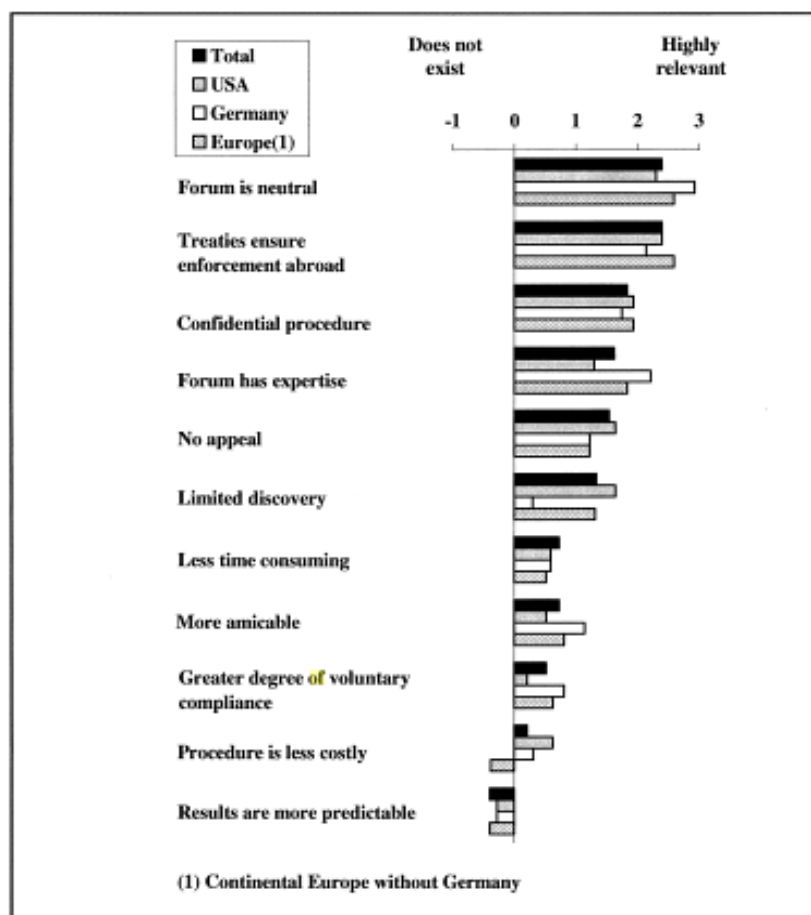 Total
USA
Germany
Europe(1)
Does not
exist
Highly
relevant
-1 0 1 2 3
Forum is neutral
Treaties ensure
enforcement abroad
Confidential procedure
Forum has expertise
No appeal
Limited discovery
Less time consuming
More amicable
Greater degree of voluntary
compliance
Procedure is less costly
Results are more predictable
(1) Continental Europe without Germany